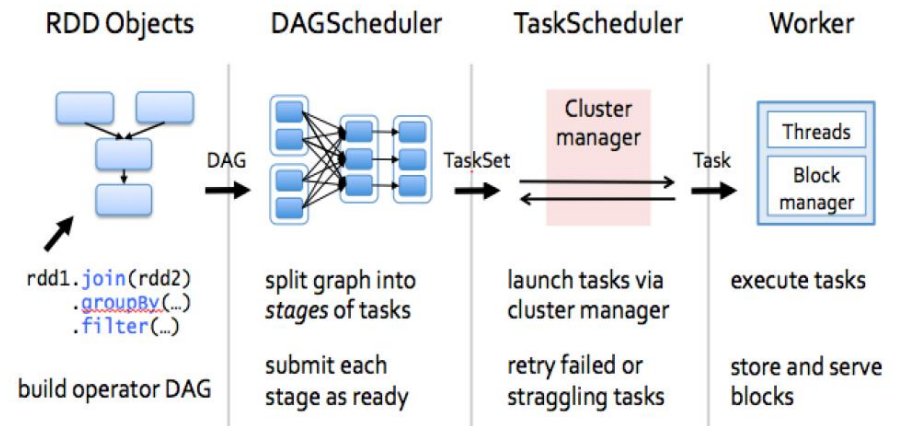 RDD Objects
DAGScheduler
TaskScheduler
Worker
DAG
TaskSet
Cluster
manager
Task
Threads
Block
manager
rdd1.join(rdd2)
.groupBy(…)
.filter(…)
build operator DAG
split graph into
stages of tasks
submit each
stage as ready
launch tasks via
cluster manager
retry failed or
straggling tasks
execute tasks
store and serve
blocks